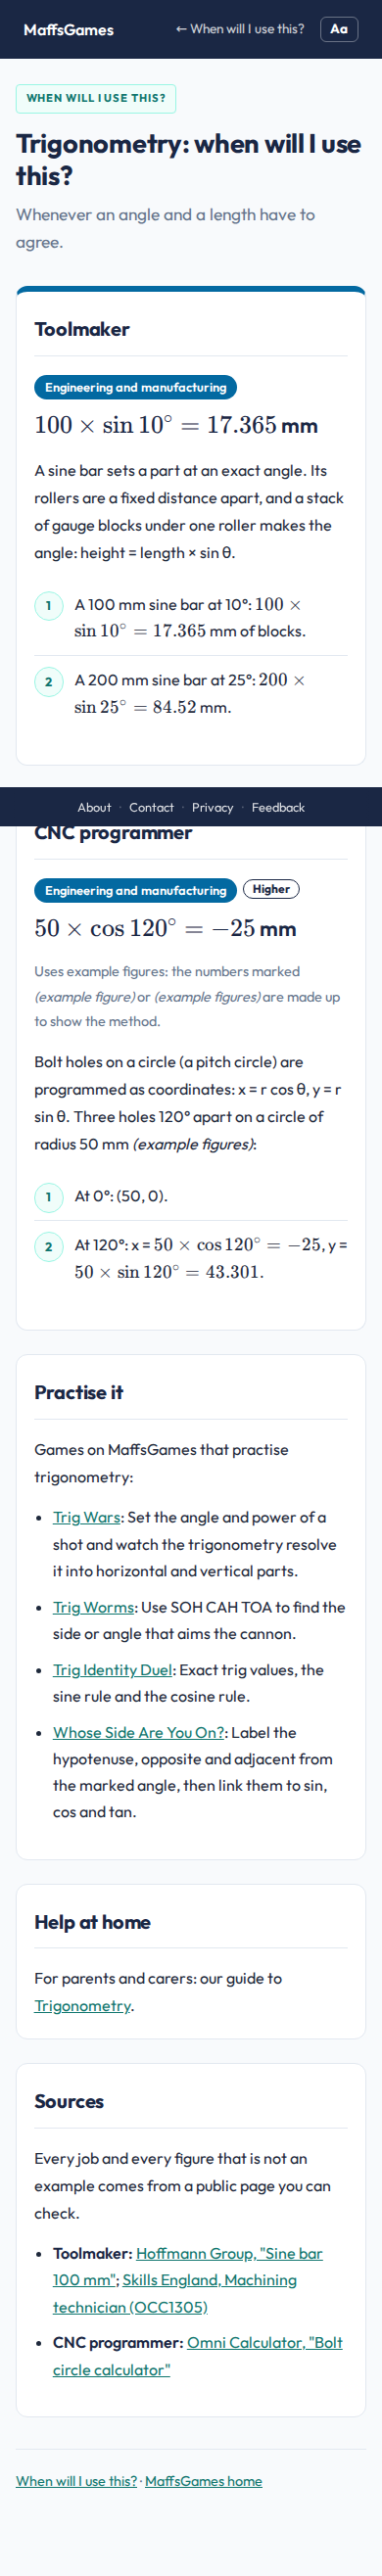 MaffsGames
← When will I use this?
Aa
WHEN WILL I USE THIS?
Trigonometry: when will I use
this?
Whenever an angle and a length have to
agree.
Toolmaker
Engineering and manufacturing
100 × sin 10° = 17.365 mm
A sine bar sets a part at an exact angle. Its
rollers are a fixed distance apart, and a stack
of gauge blocks under one roller makes the
angle: height = length × sin θ.
1 A 100 mm sine bar at 10°: 100 ×
sin 10° = 17.365 mm of blocks.
2 A 200 mm sine bar at 25°: 200 ×
sin 25° = 84.52 mm.
About · Contact · Privacy · Feedback
CNC programmer
Engineering and manufacturing Higher
50 × cos 120° = −25 mm
Uses example figures: the numbers marked
(example figure) or (example figures) are made up
to show the method.
Bolt holes on a circle (a pitch circle) are
programmed as coordinates: x = r cos θ, y = r
sin θ. Three holes 120° apart on a circle of
radius 50 mm (example figures):
1 At 0°: (50, 0).
2 At 120°: x = 50 × cos 120° = −25, y =
50 × sin 120° = 43.301.
Practise it
Games on MaffsGames that practise
trigonometry:
• Trig Wars: Set the angle and power of a
shot and watch the trigonometry resolve
it into horizontal and vertical parts.
• Trig Worms: Use SOH CAH TOA to find the
side or angle that aims the cannon.
• Trig Identity Duel: Exact trig values, the
sine rule and the cosine rule.
• Whose Side Are You On?: Label the
hypotenuse, opposite and adjacent from
the marked angle, then link them to sin,
cos and tan.
Help at home
For parents and carers: our guide to
Trigonometry.
Sources
Every job and every figure that is not an
example comes from a public page you can
check.
• Toolmaker: Hoffmann Group, "Sine bar
100 mm"; Skills England, Machining
technician (OCC1305)
• CNC programmer: Omni Calculator, "Bolt
circle calculator"
When will I use this? · MaffsGames home